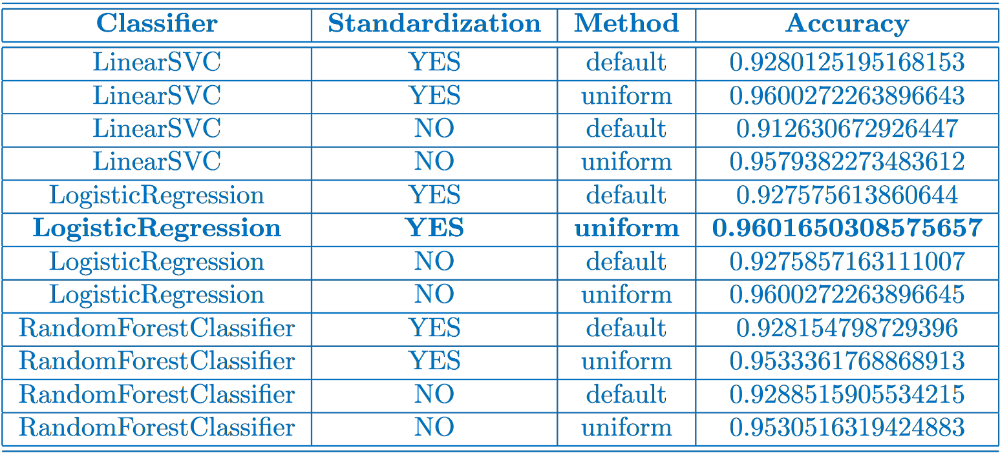 Classifier Standardization Method Accuracy
LinearSVC YES default 0.9280125195168153
LinearSVC YES uniform 0.9600272263896643
LinearSVC NO default 0.912630672926447
LinearSVC NO uniform 0.9579382273483612
LogisticRegression YES default 0.927575613860644
LogisticRegression YES uniform 0.9601650308575657
LogisticRegression NO default 0.9275857163111007
LogisticRegression NO uniform 0.9600272263896645
RandomForestClassifier YES default 0.928154798729396
RandomForestClassifier YES uniform 0.9533361768868913
RandomForestClassifier NO default 0.9288515905534215
RandomForestClassifier NO uniform 0.9530516319424883